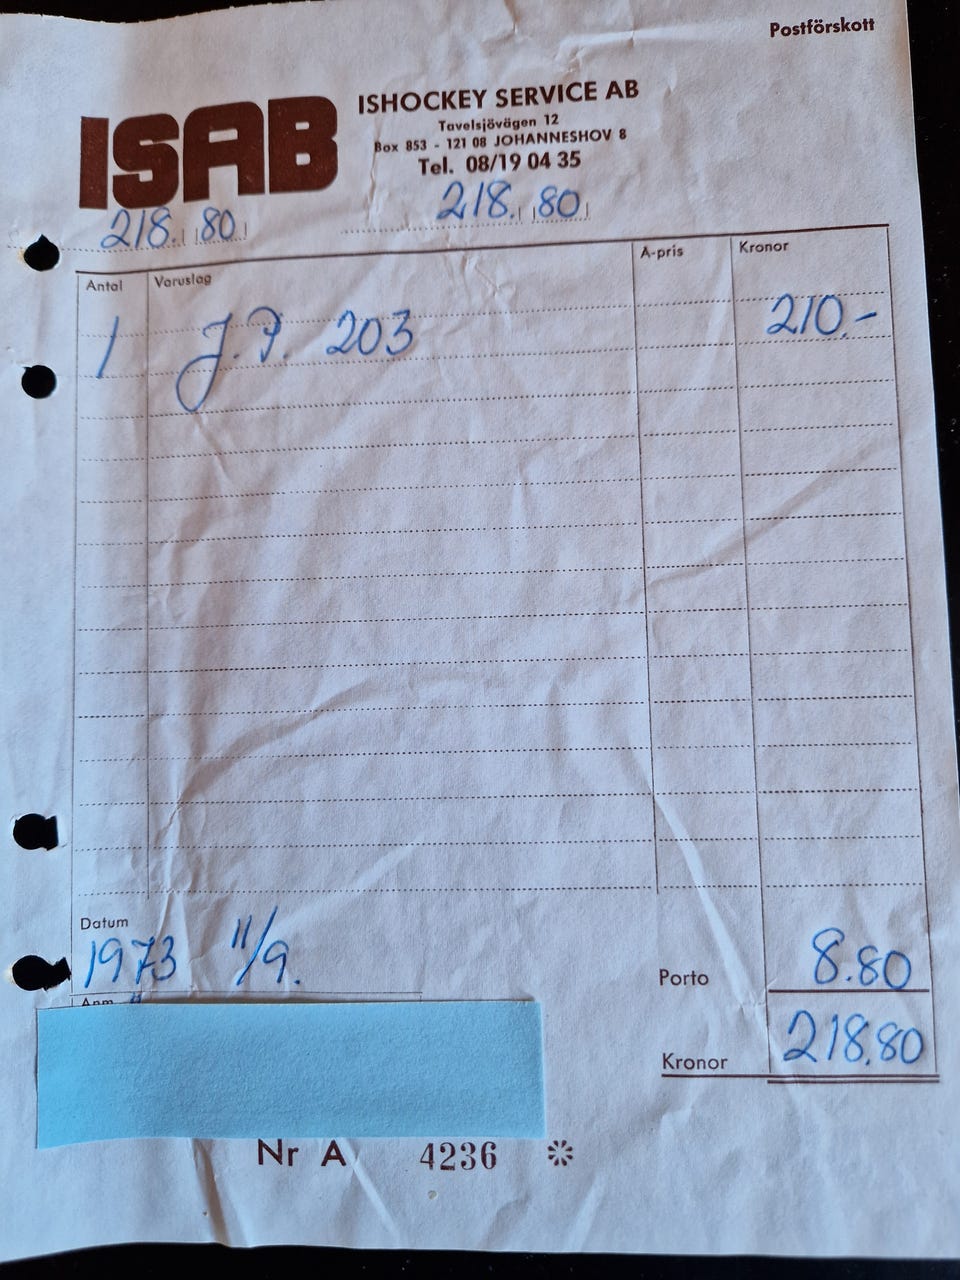 Postförskott
ISAB
ISHOCKEY SERVICE AB
Tavelsjövägen 12
Box 853 - 121 08 JOHANNESHOV 8
Tel. 08/19 04 35
218. 80 218. 80
Antal Varuslag A-pris Kronor
1 J.P. 203 210.-
Datum
1973 11/9.
Porto 8.80
Anm
Kronor 218,80
Nr A 4236